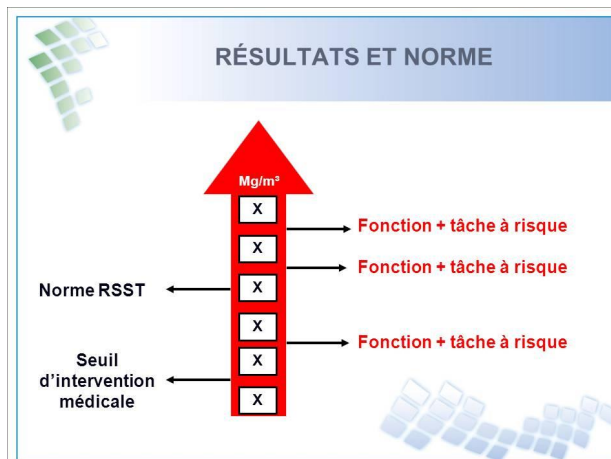 RÉSULTATS ET NORME
Mg/m³
X
Fonction + tâche à risque
X
Fonction + tâche à risque
Norme RSST
X
X
Fonction + tâche à risque
X
Seuil
d'intervention
médicale
X